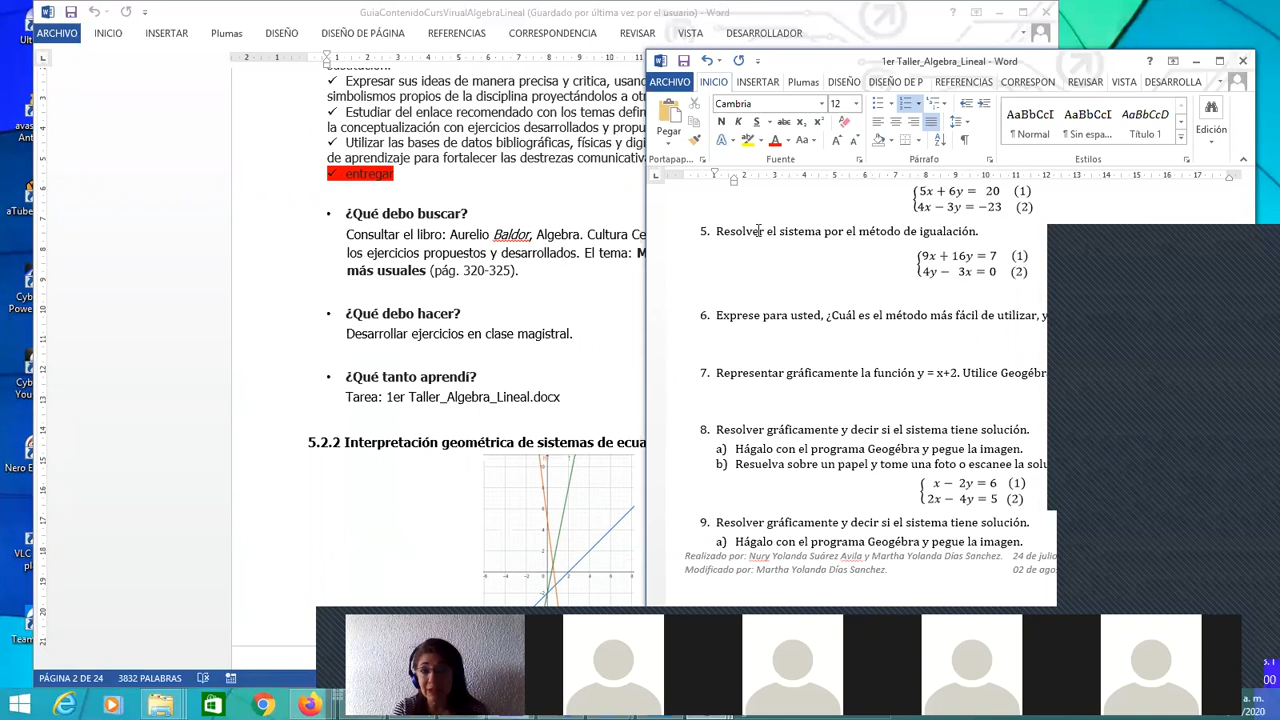 GuiaContenidoCursVirualAlgebraLineal (Guardado por última vez por el usuario) - Word
ARCHIVO INICIO INSERTAR Plumas DISEÑO DISEÑO DE PÁGINA REFERENCIAS CORRESPONDENCIA REVISAR VISTA DESARROLLADOR
✓ Expresar sus ideas de manera precisa y critica, usando
simbolismos propios de la disciplina proyectándolos a otro
✓ Estudiar del enlace recomendado con los temas defin
la conceptualización con ejercicios desarrollados y propu
✓ Utilizar las bases de datos bibliográficas, físicas y digi
de aprendizaje para fortalecer las destrezas comunicativa
✓ entregar
• ¿Qué debo buscar?
Consultar el libro: Aurelio Baldor, Algebra. Cultura Ce
los ejercicios propuestos y desarrollados. El tema: M
más usuales (pág. 320-325).
• ¿Qué debo hacer?
Desarrollar ejercicios en clase magistral.
• ¿Qué tanto aprendí?
Tarea: 1er Taller_Algebra_Lineal.docx
5.2.2 Interpretación geométrica de sistemas de ecua
PÁGINA 2 DE 24 3832 PALABRAS
1er Taller_Algebra_Lineal - Word
ARCHIVO INICIO INSERTAR Plumas DISEÑO DISEÑO DE P REFERENCIAS CORRESPON REVISAR VISTA DESARROLLA
Cambria 12
Pegar
N K S abc x₂ x²
AaBbCcI AaBbCcI AaBbCcD
¶ Normal ¶ Sin espa... Título 1
Edición
Portapap... Fuente Párrafo Estilos
5x + 6y = 20 (1)
4x − 3y = −23 (2)
5. Resolver el sistema por el método de igualación.
9x + 16y = 7 (1)
4y − 3x = 0 (2)
6. Exprese para usted, ¿Cuál es el método más fácil de utilizar, y
7. Representar gráficamente la función y = x+2. Utilice Geogébra
8. Resolver gráficamente y decir si el sistema tiene solución.
a) Hágalo con el programa Geogébra y pegue la imagen.
b) Resuelva sobre un papel y tome una foto o escanee la solu
x − 2y = 6 (1)
2x − 4y = 5 (2)
9. Resolver gráficamente y decir si el sistema tiene solución.
a) Hágalo con el programa Geogébra y pegue la imagen.
Realizado por: Nury Yolanda Suárez Avila y Martha Yolanda Días Sanchez. 24 de julio
Modificado por: Martha Yolanda Días Sanchez. 02 de ago